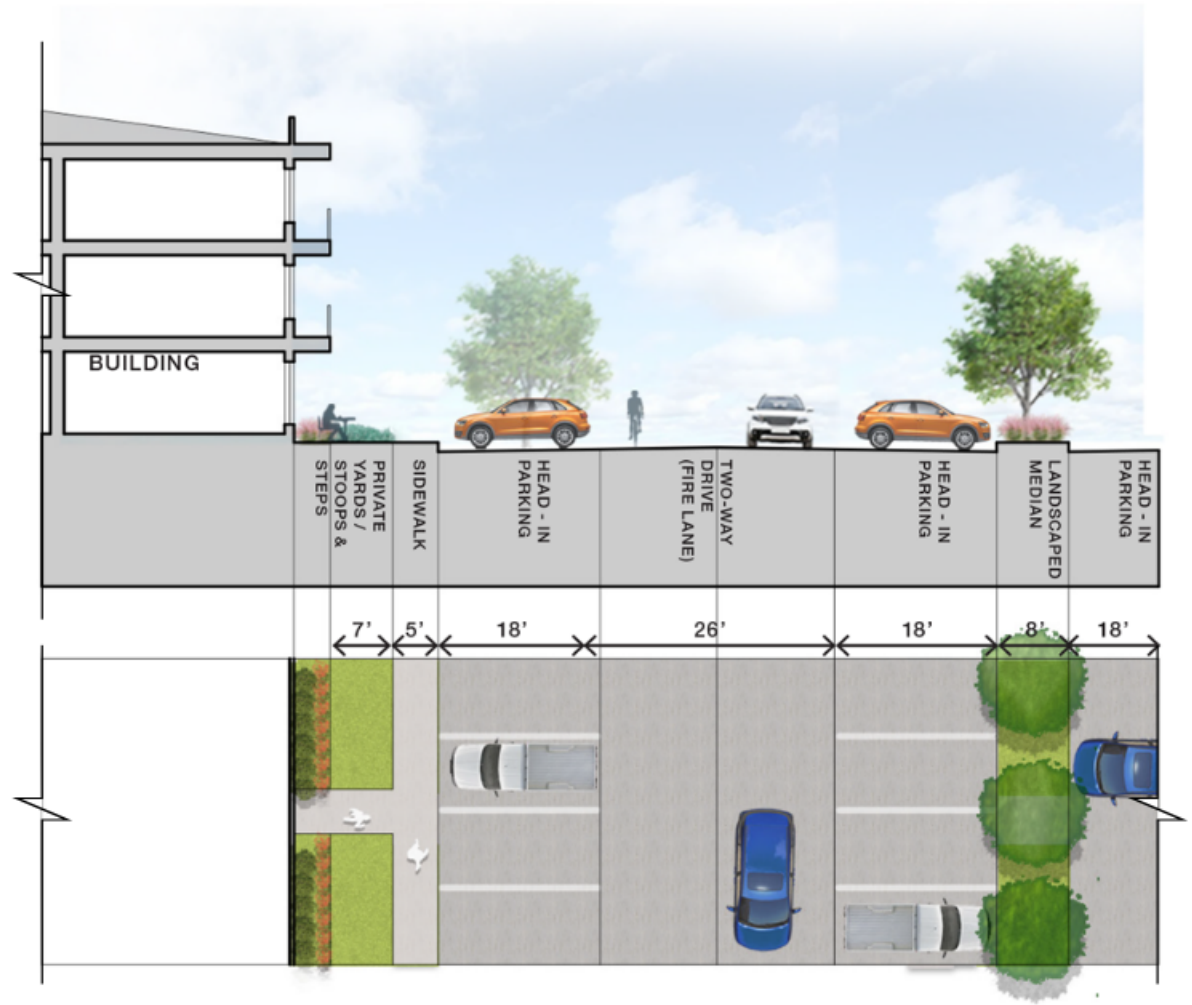 BUILDING
STEPS
PRIVATE
YARDS /
STOOPS &
SIDEWALK
HEAD - IN
PARKING
TWO-WAY
DRIVE
(FIRE LANE)
HEAD - IN
PARKING
LANDSCAPED
MEDIAN
HEAD - IN
PARKING
7'
5'
18'
26'
18'
8'
18'